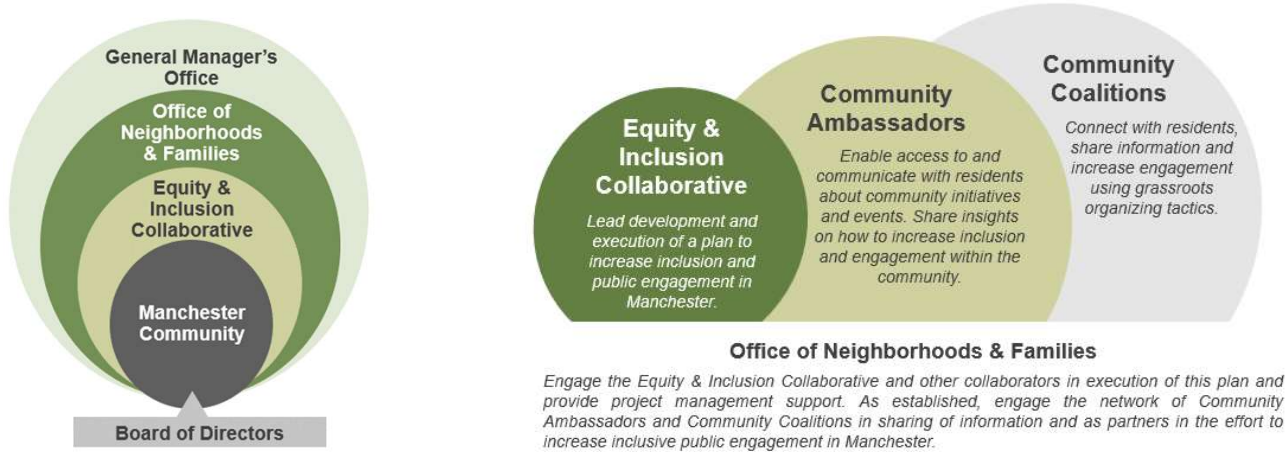 General Manager's
Office
Office of
Neighborhoods
& Families
Equity &
Inclusion
Collaborative
Manchester
Community
Board of Directors
Equity &
Inclusion
Collaborative
Lead development and
execution of a plan to
increase inclusion and
public engagement in
Manchester.
Community
Ambassadors
Enable access to and
communicate with residents
about community initiatives
and events. Share insights
on how to increase inclusion
and engagement within the
community.
Community
Coalitions
Connect with residents,
share information and
increase engagement
using grassroots
organizing tactics.
Office of Neighborhoods & Families
Engage the Equity & Inclusion Collaborative and other collaborators in execution of this plan and
provide project management support. As established, engage the network of Community
Ambassadors and Community Coalitions in sharing of information and as partners in the effort to
increase inclusive public engagement in Manchester.